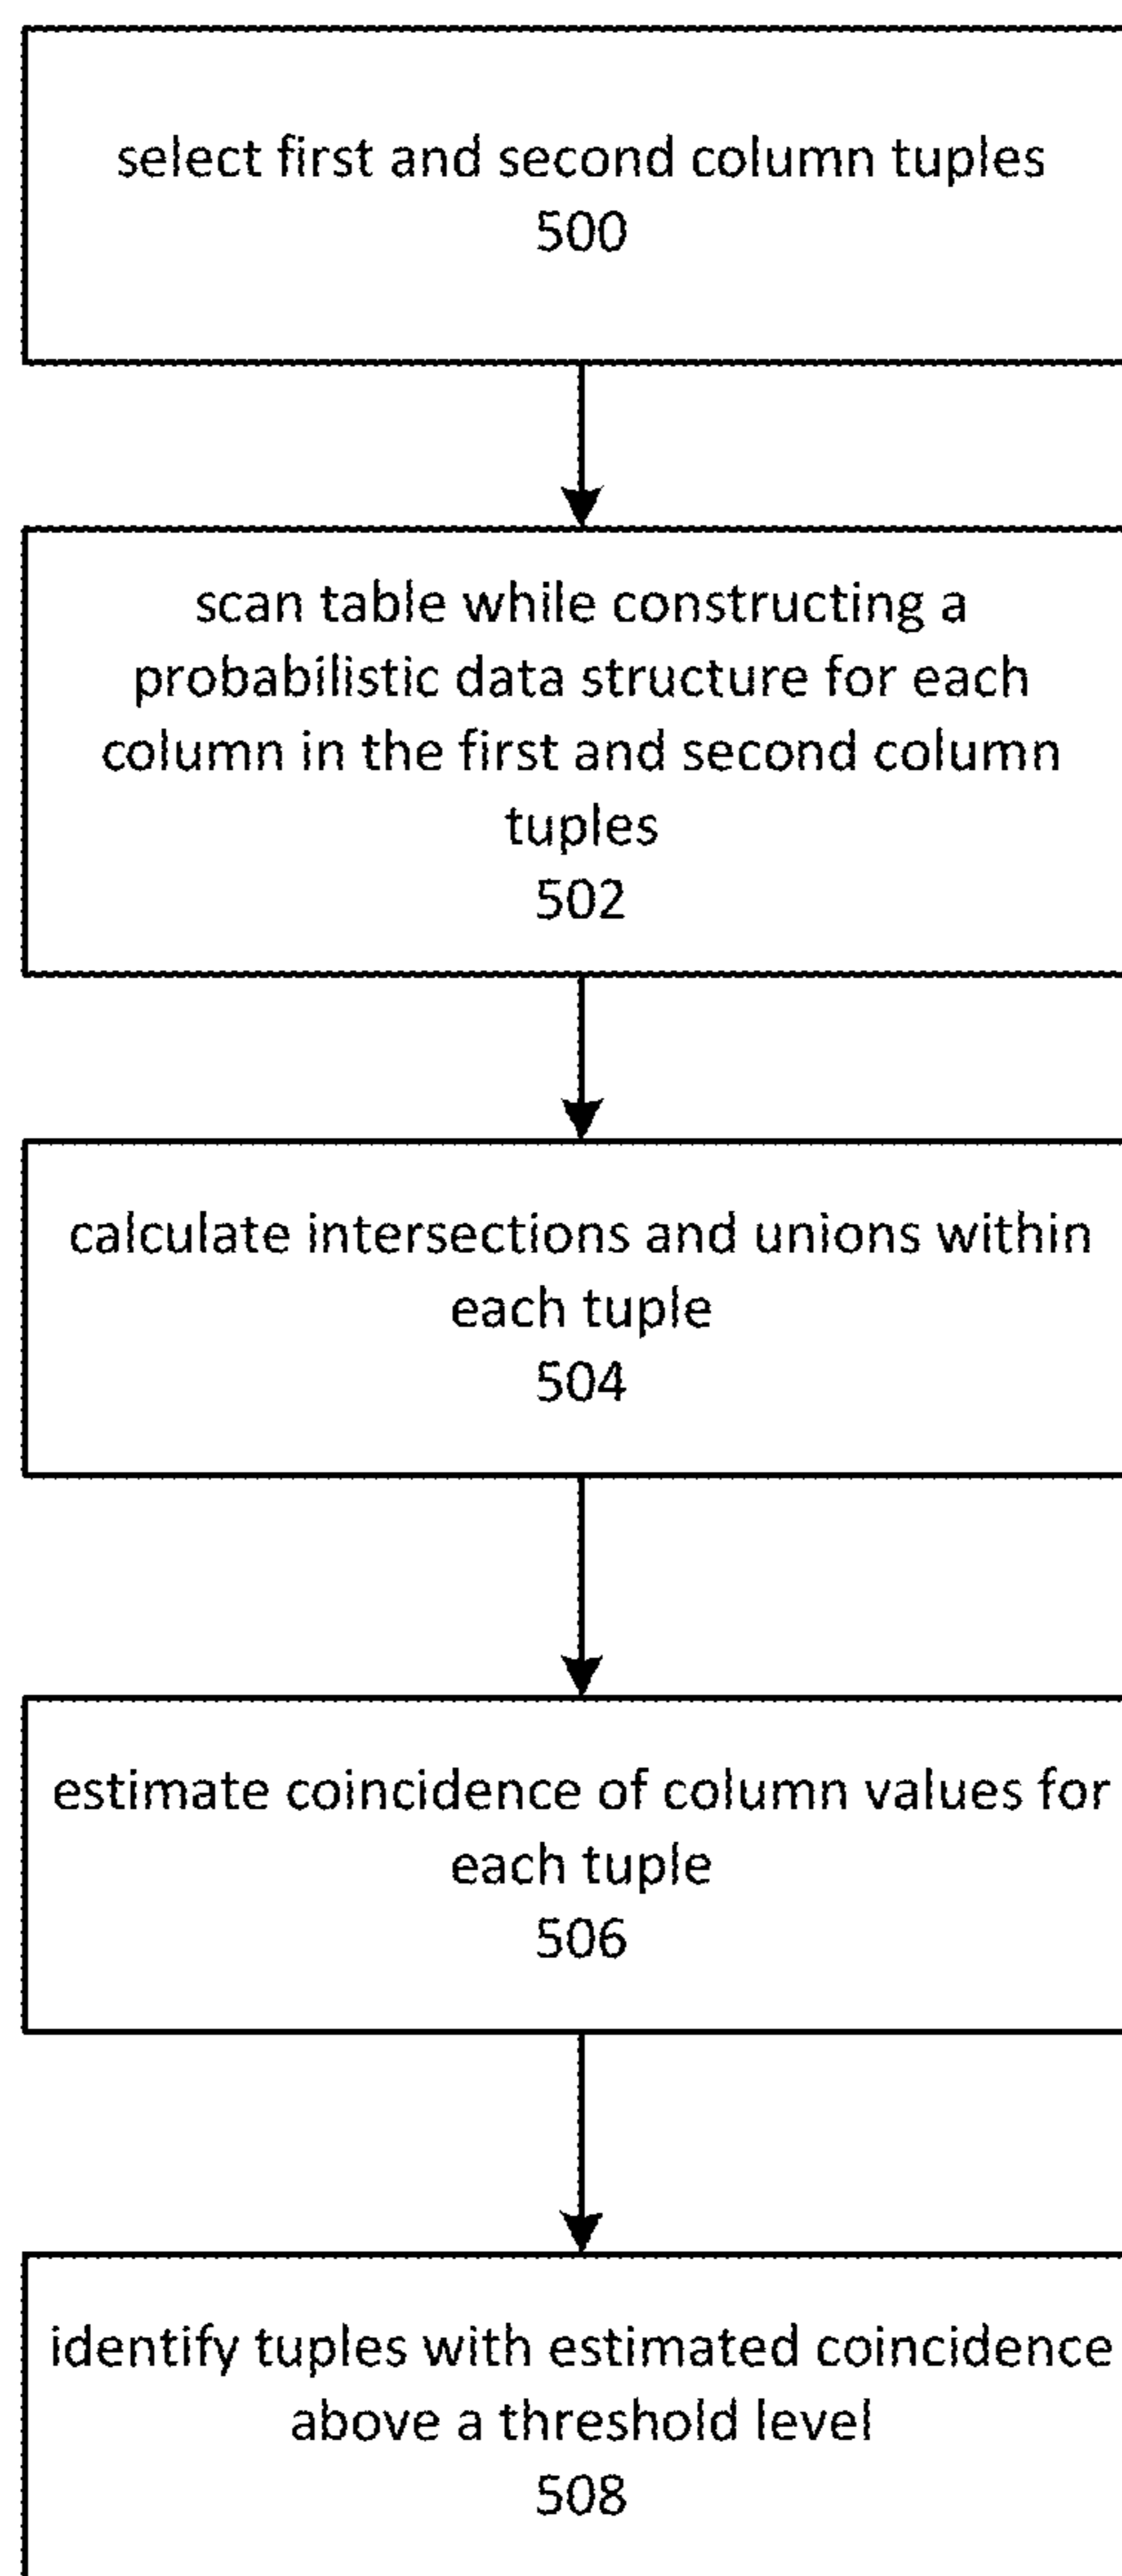 select first and second column tuples
500
scan table while constructing a
probabilistic data structure for each
column in the first and second column
tuples
502
calculate intersections and unions within
each tuple
504
estimate coincidence of column values for
each tuple
506
identify tuples with estimated coincidence
above a threshold level
508